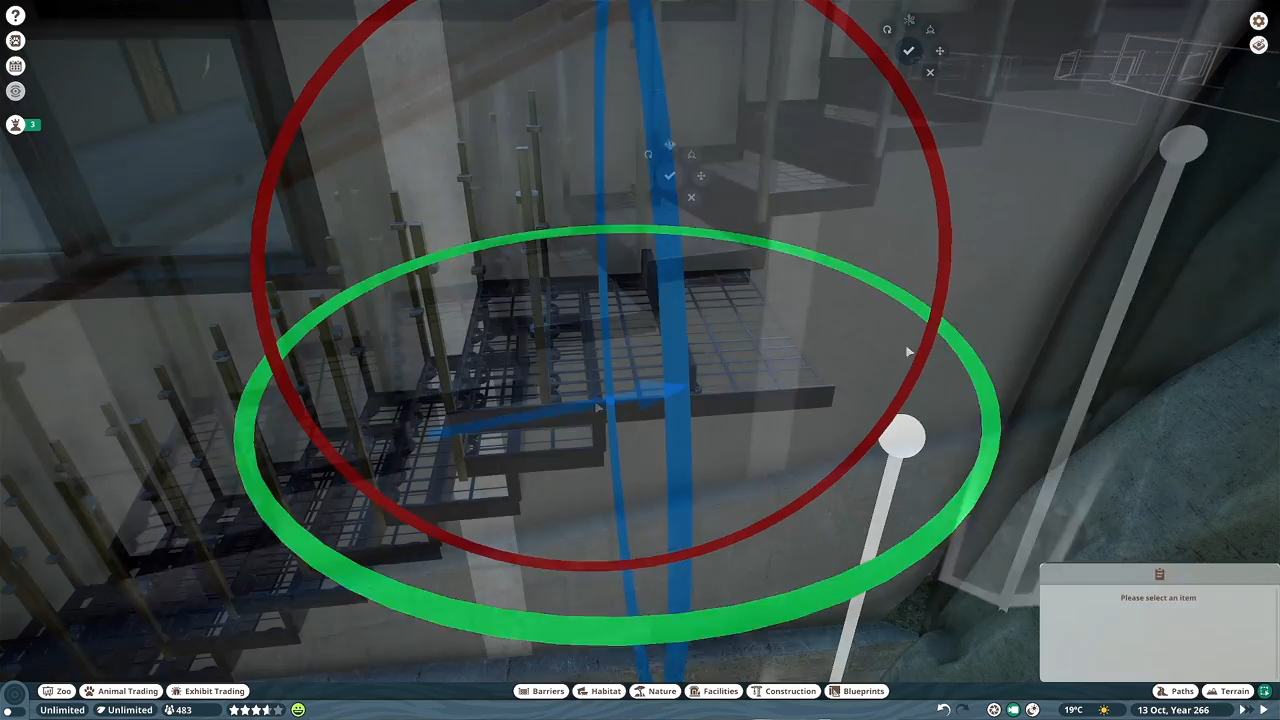 ?
3
Please select an item
Zoo
Animal Trading
Exhibit Trading
Barriers
Habitat
Nature
Facilities
Construction
Blueprints
Paths
Terrain
Unlimited
Unlimited
483
19°C
13 Oct, Year 266